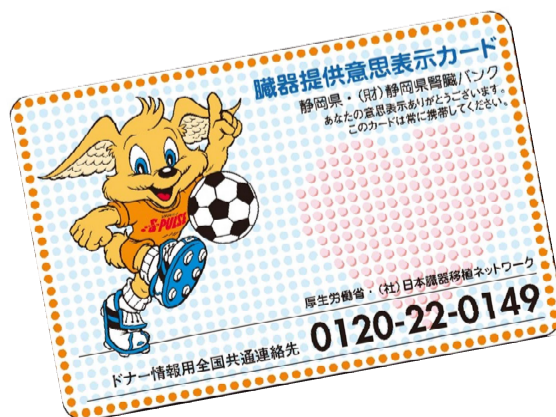 臓器提供意思表示カード
静岡県・(財)静岡県腎臓バンク
あなたの意思表示ありがとうございます。
このカードは常に携帯してください。
S-PULSE
厚生労働省・(社)日本臓器移植ネットワーク
ドナー情報用全国共通連絡先 0120-22-0149